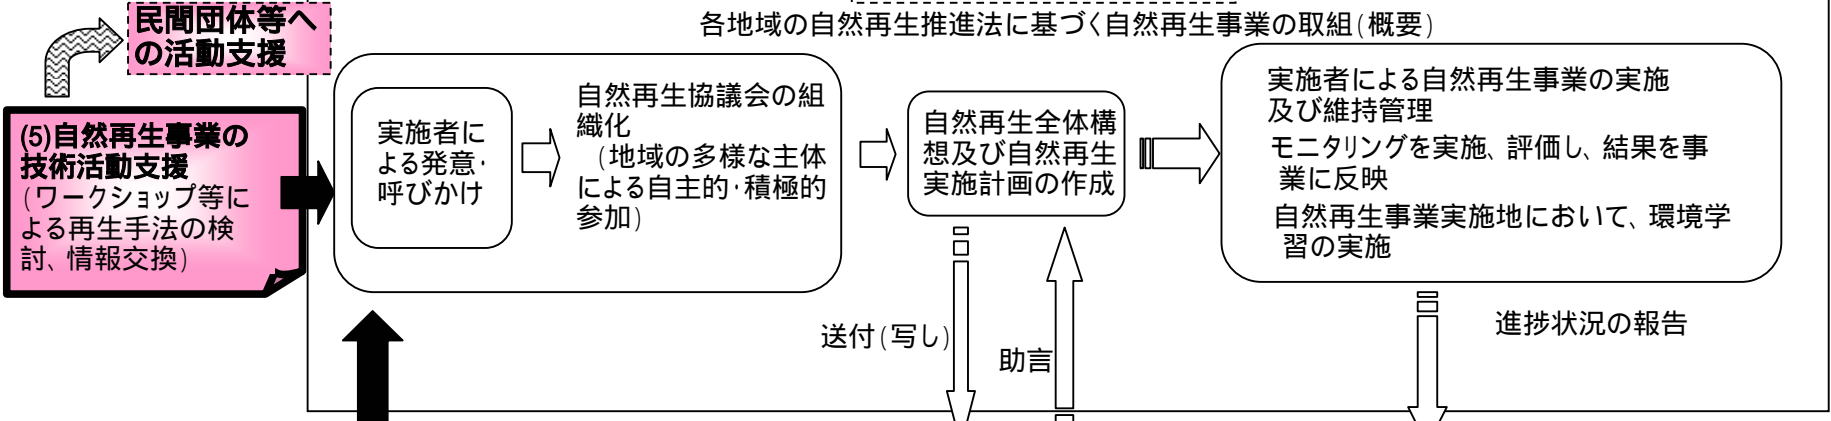 民間団体等へ
の活動支援
各地域の自然再生推進法に基づく自然再生事業の取組(概要)
(5)自然再生事業の
技術活動支援
(ワークショップ等に
よる再生手法の検
討、情報交換)
実施者に
よる発意・
呼びかけ
自然再生協議会の組
織化
(地域の多様な主体
による自主的・積極的
参加)
自然再生全体構
想及び自然再生
実施計画の作成
実施者による自然再生事業の実施
及び維持管理
モニタリングを実施、評価し、結果を事
業に反映
自然再生事業実施地において、環境学
習の実施
送付(写し)
助言
進捗状況の報告